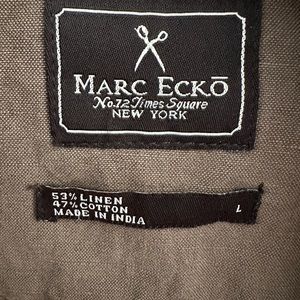 MARC ECKŌ
No.12 Times Square
NEW YORK
53% LINEN
47% COTTON
MADE IN INDIA
L